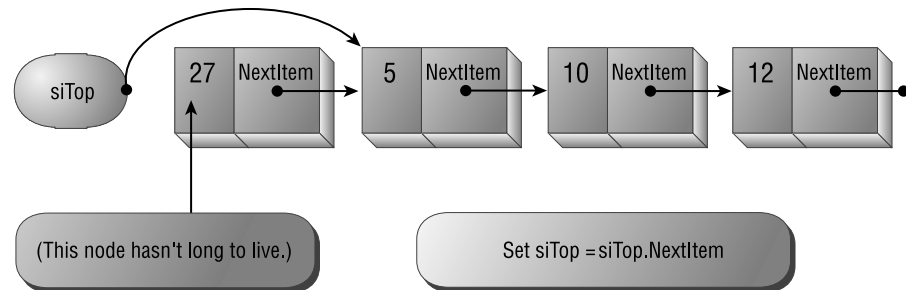 siTop
27
NextItem
5
NextItem
10
NextItem
12
NextItem
(This node hasn't long to live.)
Set siTop =siTop.NextItem